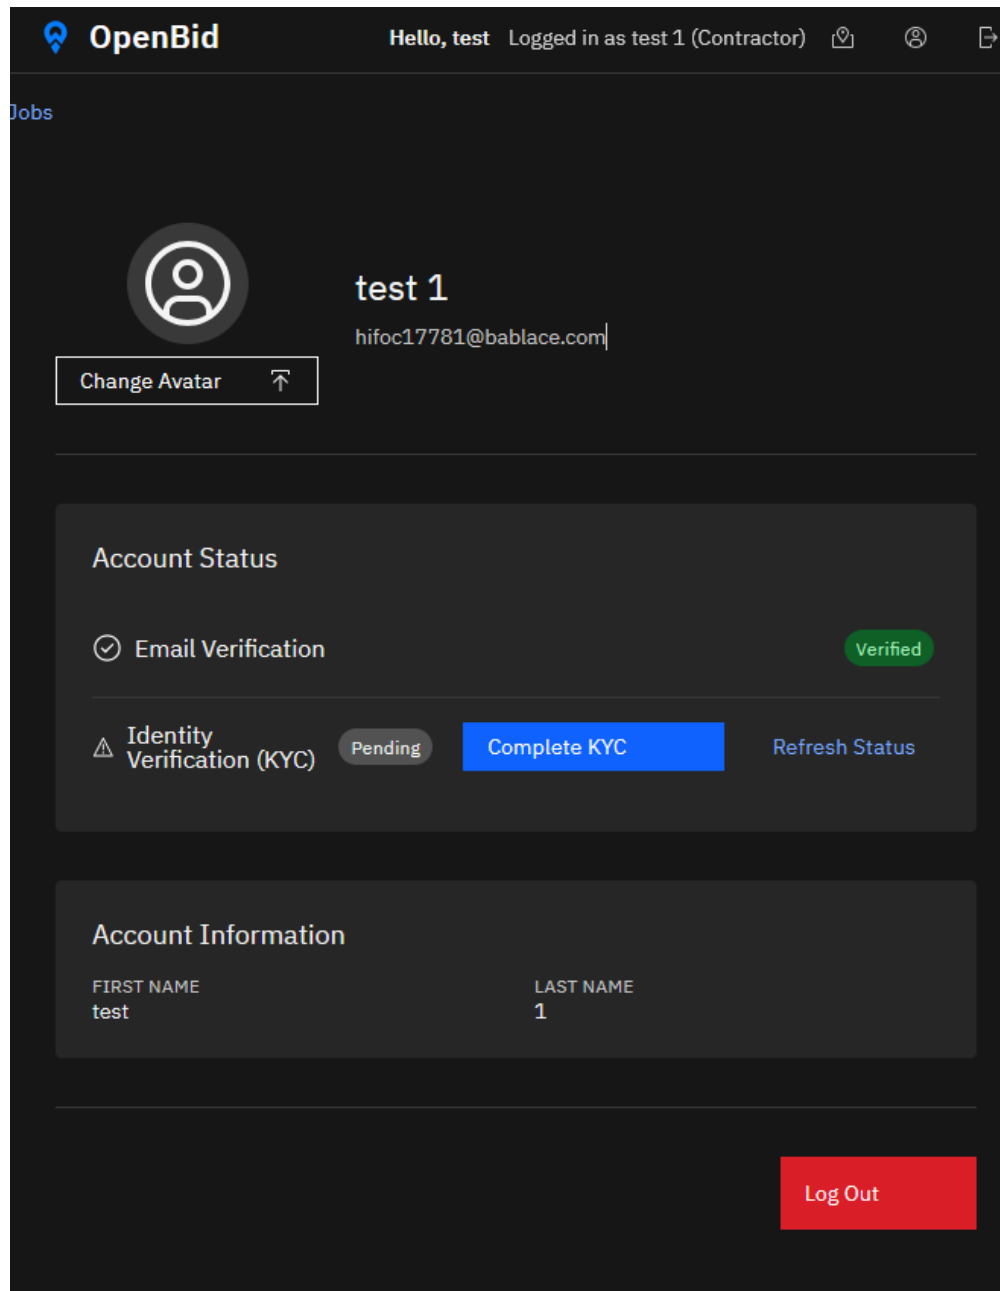 OpenBid
Hello, test Logged in as test 1 (Contractor)
Jobs
test 1
hifoc17781@bablace.com
Change Avatar
Account Status
Email Verification
Verified
Identity
Verification (KYC)
Pending
Complete KYC
Refresh Status
Account Information
FIRST NAME
test
LAST NAME
1
Log Out